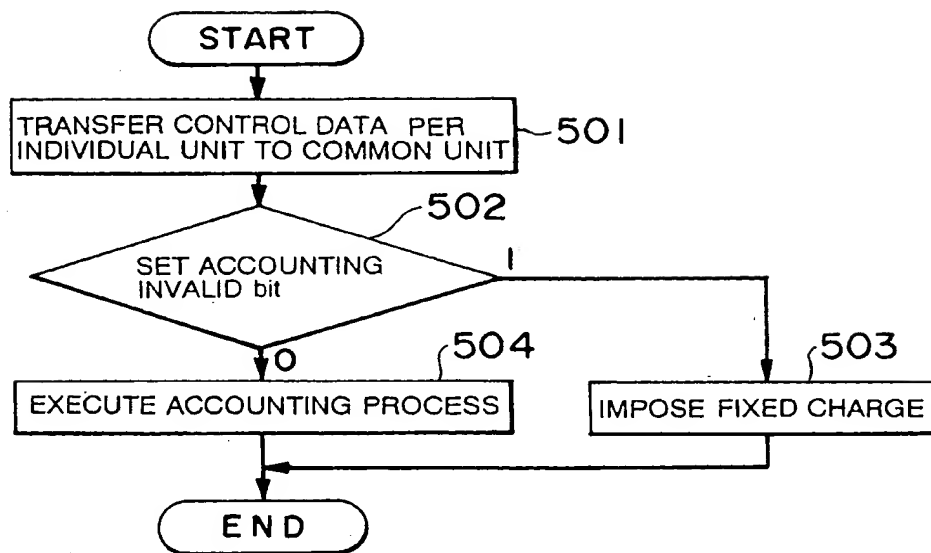 START
TRANSFER CONTROL DATA PER
INDIVIDUAL UNIT TO COMMON UNIT
501
502
SET ACCOUNTING
INVALID bit
1
0
504
503
EXECUTE ACCOUNTING PROCESS
IMPOSE FIXED CHARGE
END